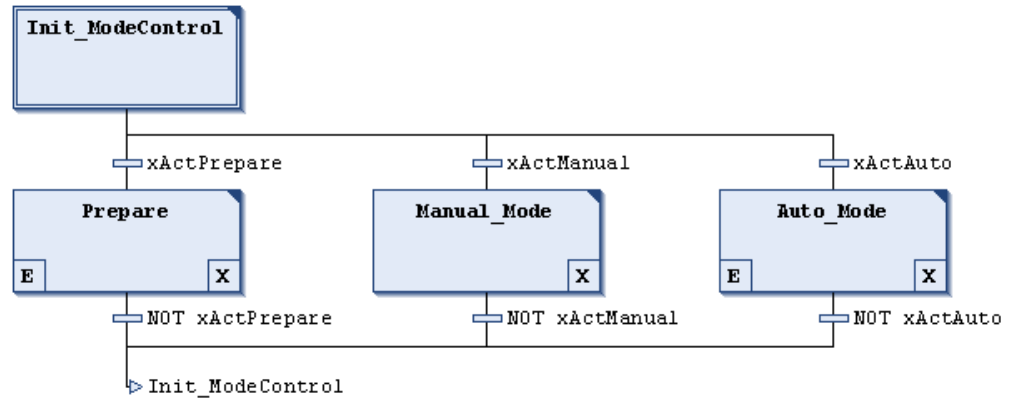 Init_ModeControl
xActPrepare
xActManual
xActAuto
Prepare
Manual_Mode
Auto_Mode
E
X
X
E
X
NOT xActPrepare
NOT xActManual
NOT xActAuto
Init_ModeControl